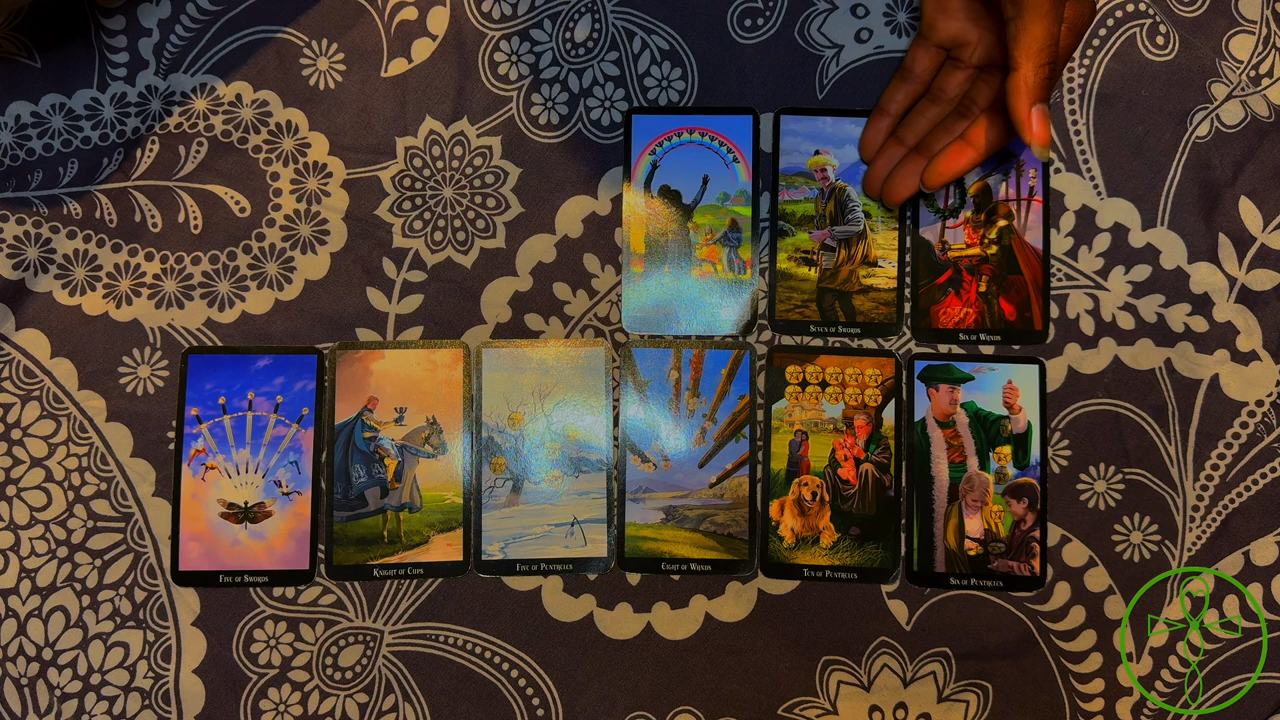 Seven of Swords
Six of Wands
Five of Swords
Knight of Cups
Five of Pentacles
Eight of Wands
Ten of Pentacles
Six of Pentacles